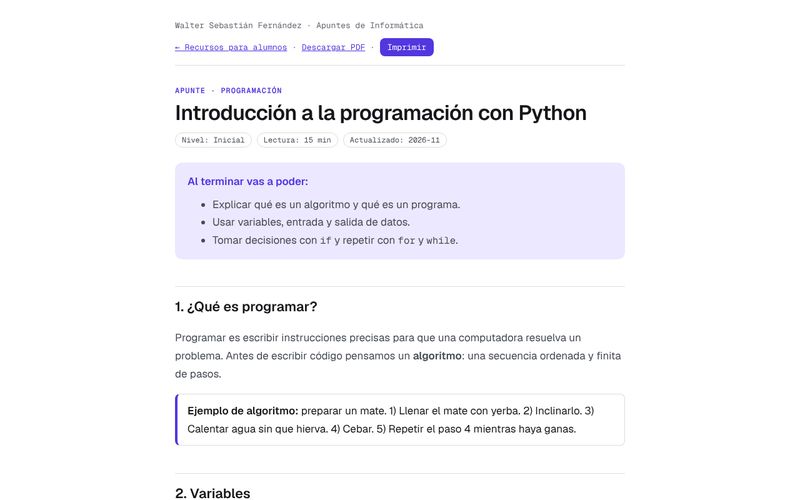 Walter Sebastián Fernández · Apuntes de Informática
← Recursos para alumnos · Descargar PDF · Imprimir
APUNTE · PROGRAMACIÓN
Introducción a la programación con Python
Nivel: Inicial Lectura: 15 min Actualizado: 2026-11
Al terminar vas a poder:
• Explicar qué es un algoritmo y qué es un programa.
• Usar variables, entrada y salida de datos.
• Tomar decisiones con if y repetir con for y while.
1. ¿Qué es programar?
Programar es escribir instrucciones precisas para que una computadora resuelva un
problema. Antes de escribir código pensamos un algoritmo: una secuencia ordenada y finita
de pasos.
Ejemplo de algoritmo: preparar un mate. 1) Llenar el mate con yerba. 2) Inclinarlo. 3)
Calentar agua sin que hierva. 4) Cebar. 5) Repetir el paso 4 mientras haya ganas.
2. Variables